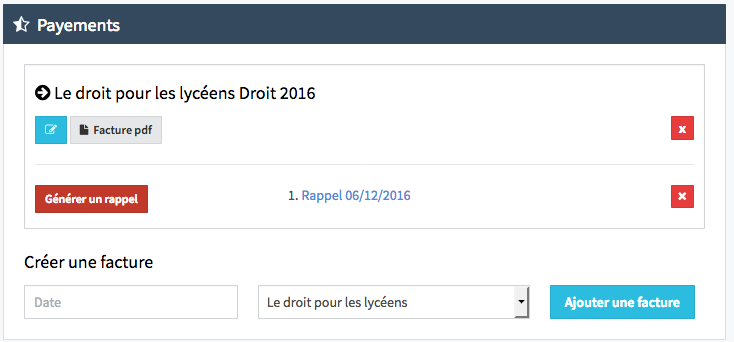 Payements
Le droit pour les lycéens Droit 2016
Facture pdf
x
Générer un rappel
1. Rappel 06/12/2016
x
Créer une facture
Date
Le droit pour les lycéens
Ajouter une facture